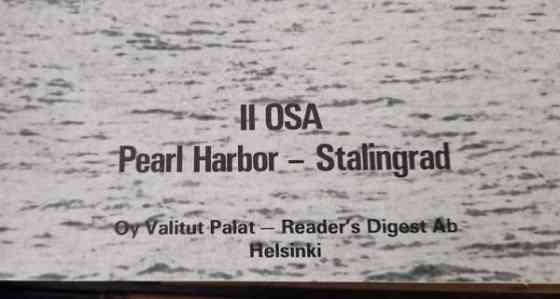 II OSA
Pearl Harbor – Stalingrad
Oy Valitut Palat – Reader's Digest Ab
Helsinki